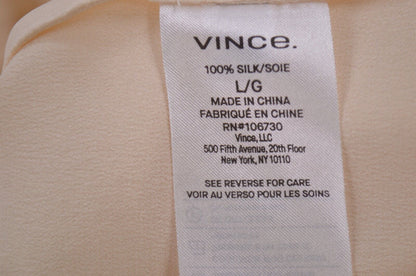 VINCE.
100% SILK/SOIE
L/G
MADE IN CHINA
FABRIQUÉ EN CHINE
RN#106730
Vince, LLC
500 Fifth Avenue, 20th Floor
New York, NY 10110
SEE REVERSE FOR CARE
VOIR AU VERSO POUR LES SOINS